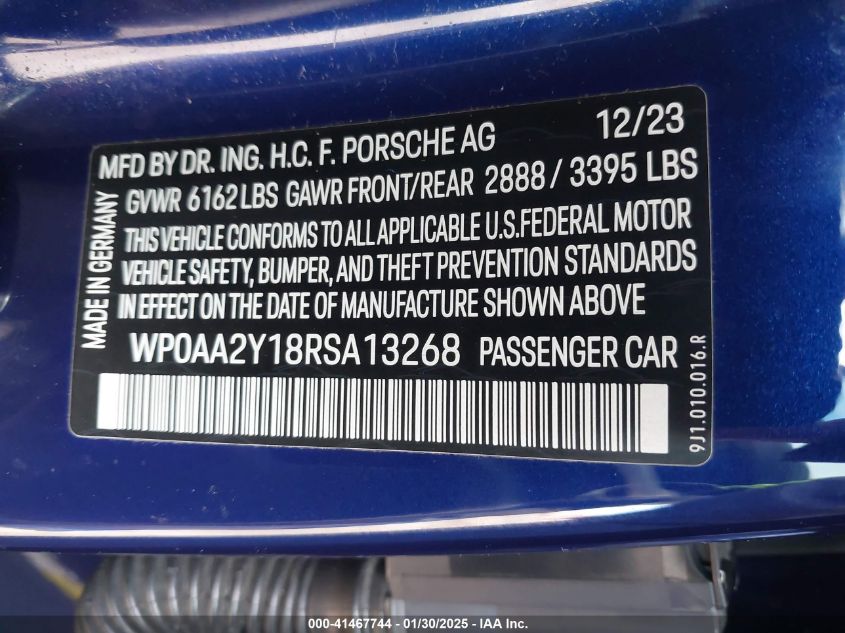 MFD BY DR. ING. H.C. F. PORSCHE AG 12/23
GVWR 6162 LBS GAWR FRONT/REAR 2888 / 3395 LBS
THIS VEHICLE CONFORMS TO ALL APPLICABLE U.S. FEDERAL MOTOR
VEHICLE SAFETY, BUMPER, AND THEFT PREVENTION STANDARDS
IN EFFECT ON THE DATE OF MANUFACTURE SHOWN ABOVE
WP0AA2Y18RSA13268 PASSENGER CAR
MADE IN GERMANY
9J1.010.016.R
000-41467744 - 01/30/2025 - IAA Inc.